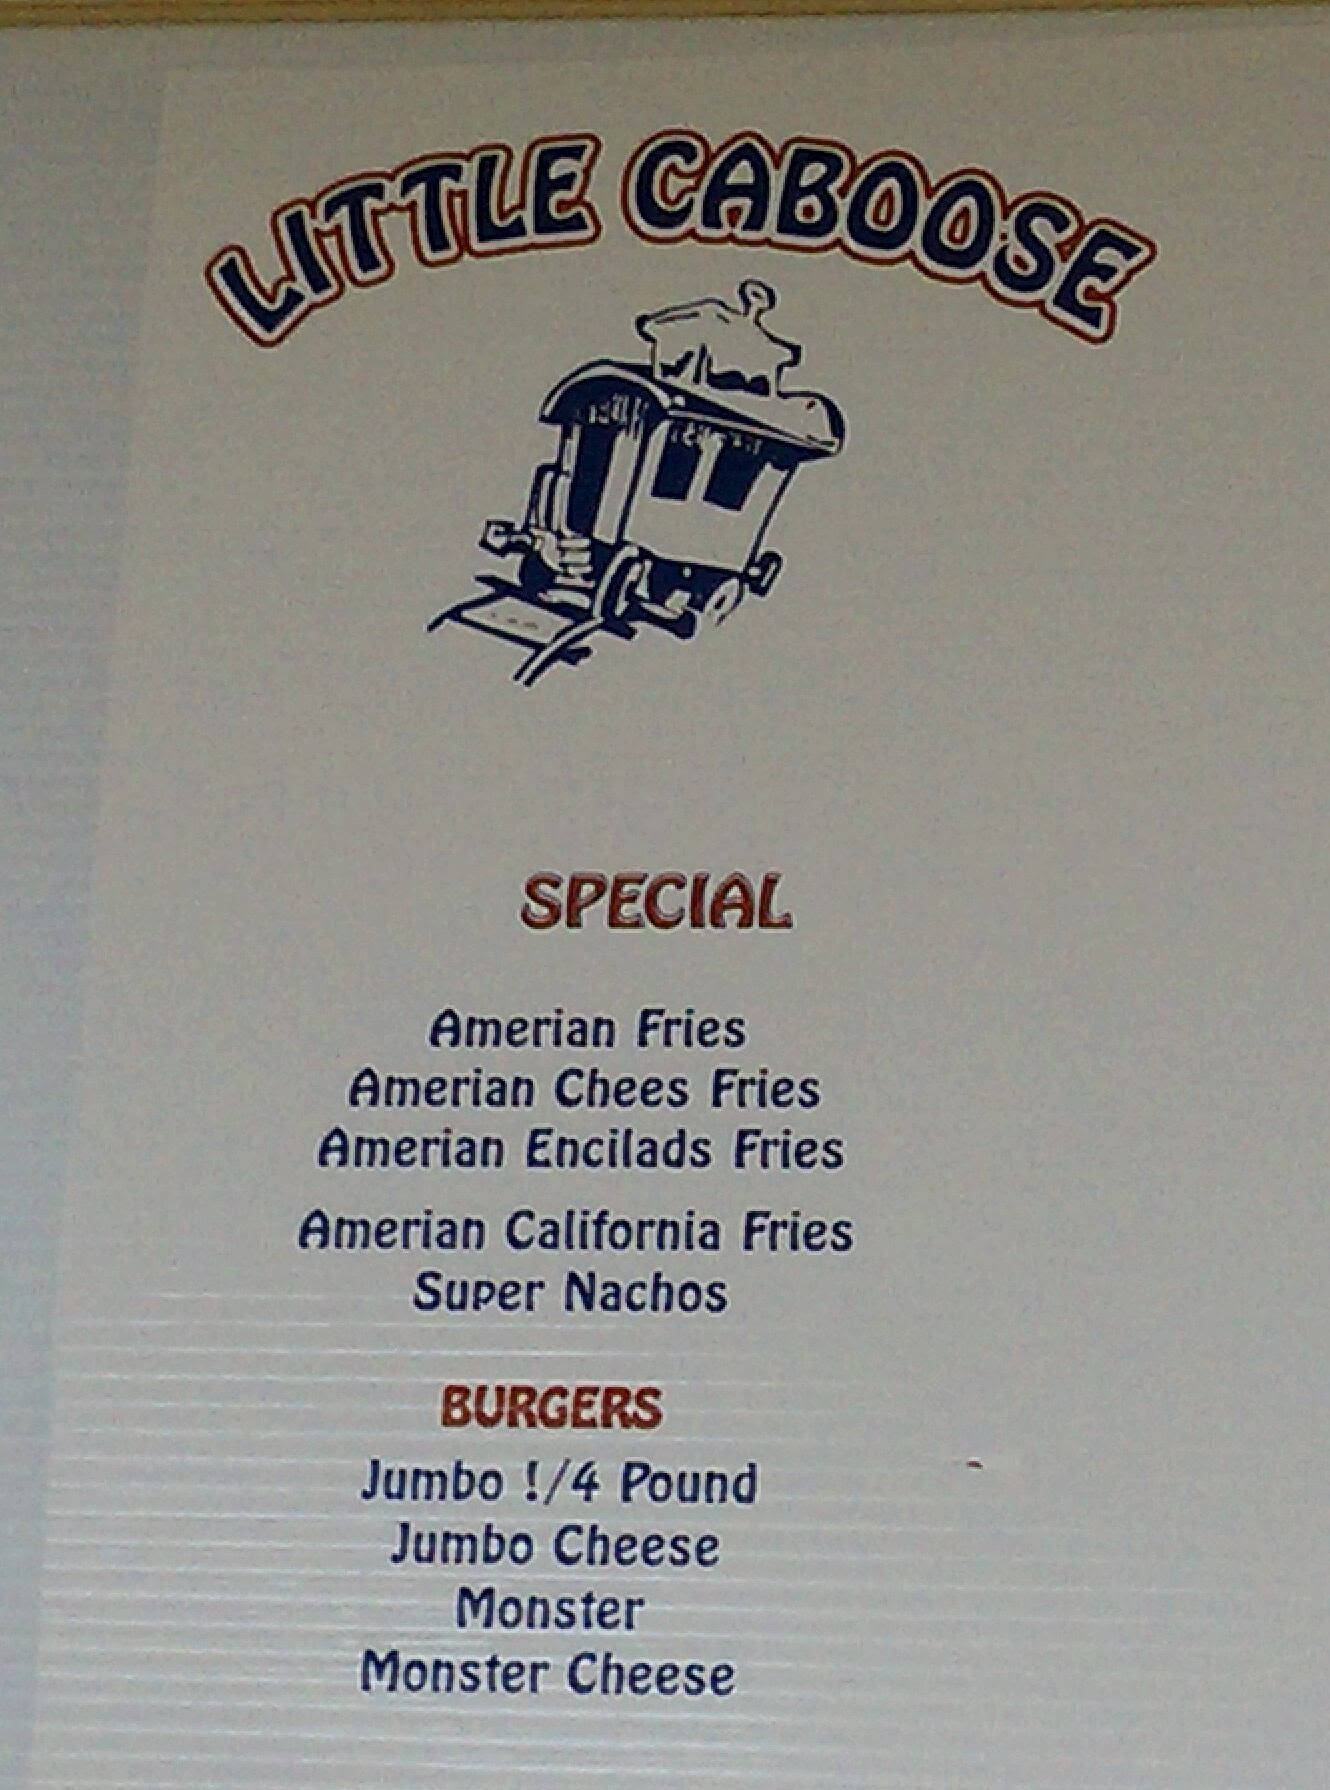 LITTLE CABOOSE
SPECIAL
Amerian Fries
Amerian Chees Fries
Amerian Encilads Fries
Amerian California Fries
Super Nachos
BURGERS
Jumbo !/4 Pound
Jumbo Cheese
Monster
Monster Cheese